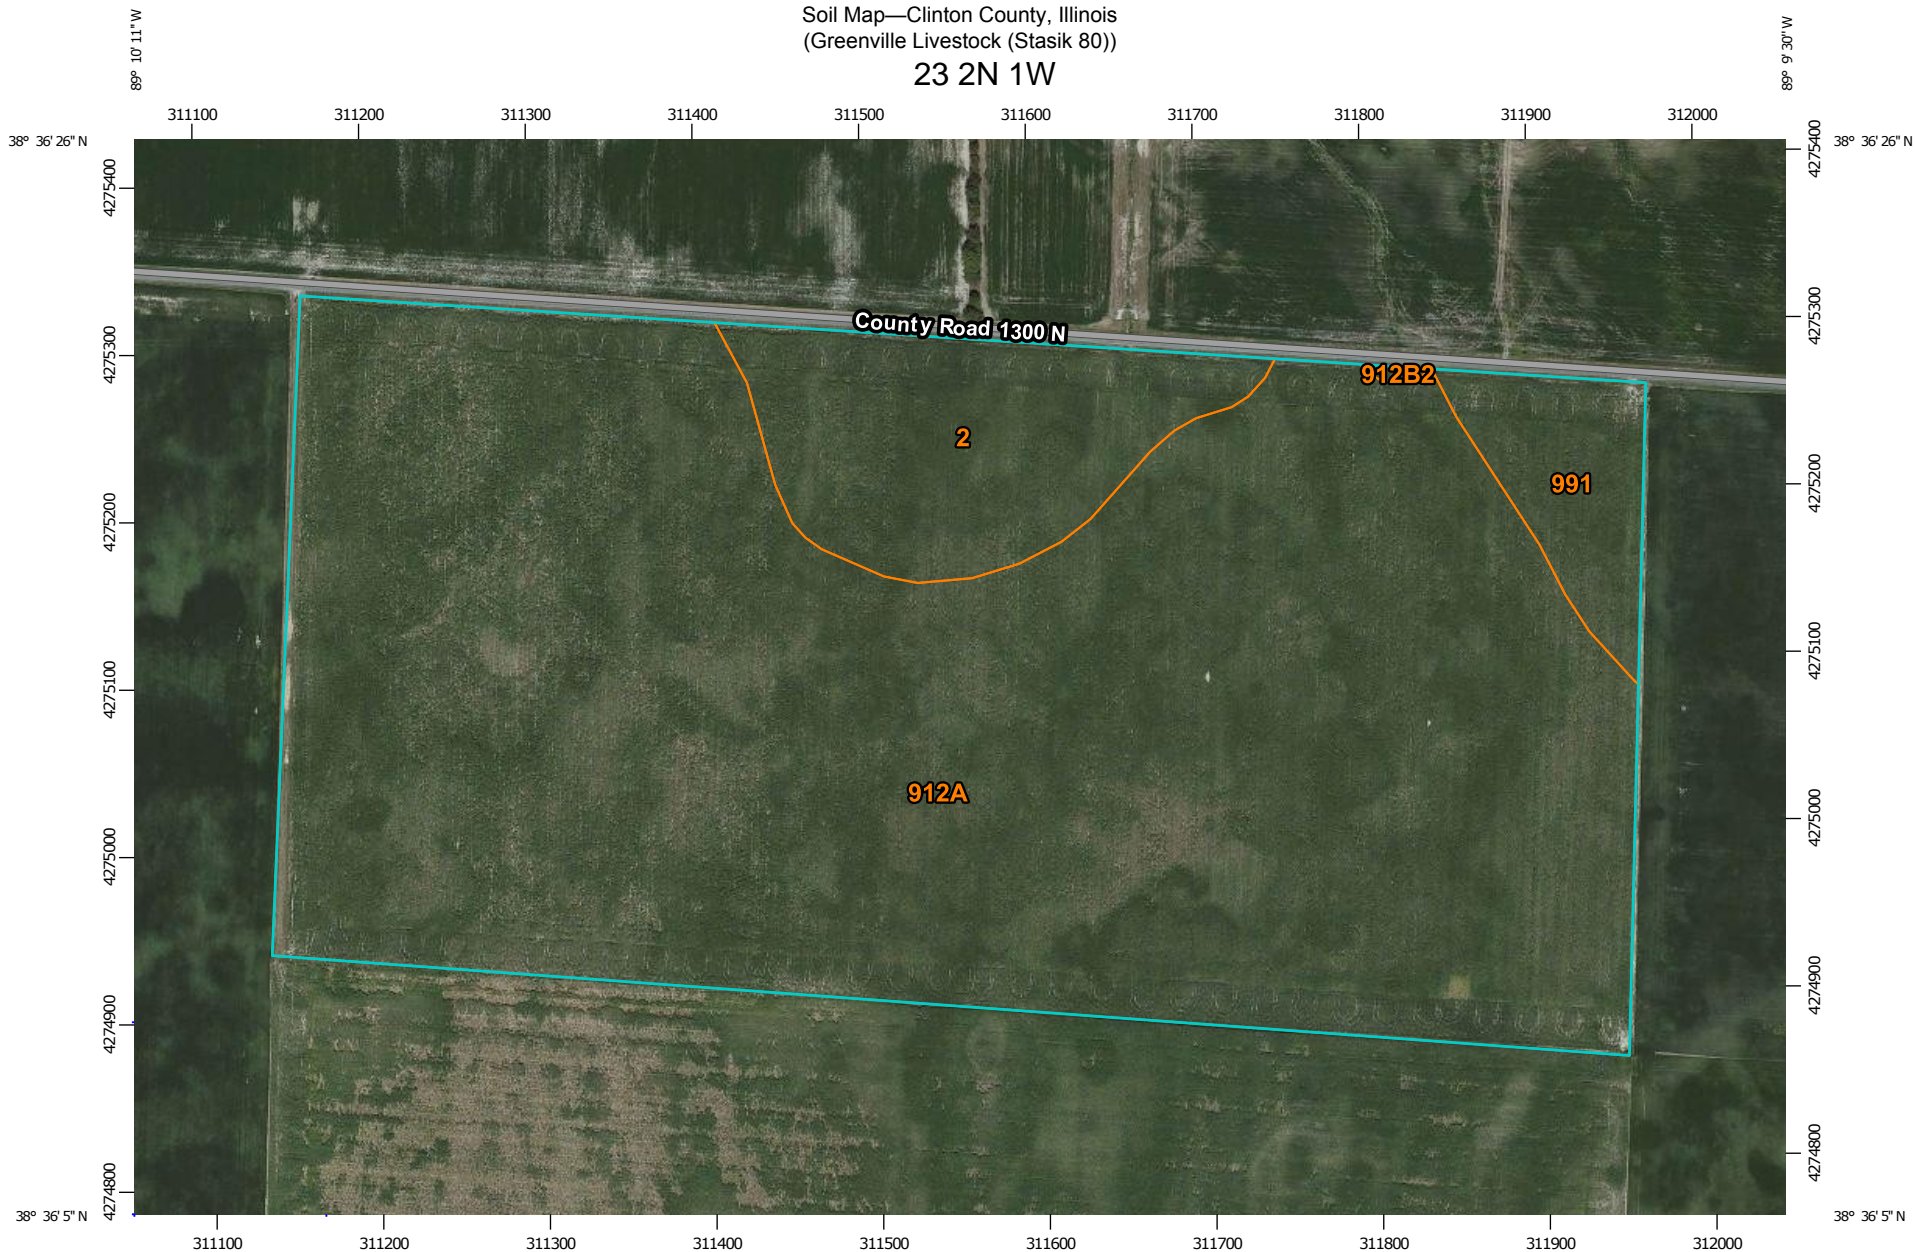 Soil Map—Clinton County, Illinois
(Greenville Livestock (Stasik 80))
23 2N 1W
89° 10' 11" W
89° 9' 30" W
311100 311200 311300 311400 311500 311600 311700 311800 311900 312000
38° 36' 26" N
38° 36' 26" N
4275400
4275400
4275300
4275300
4275200
4275200
4275100
4275100
4275000
4275000
4274900
4274900
4274800
4274800
County Road 1300 N
912B2
2
991
912A
38° 36' 5" N
38° 36' 5" N
311100 311200 311300 311400 311500 311600 311700 311800 311900 312000